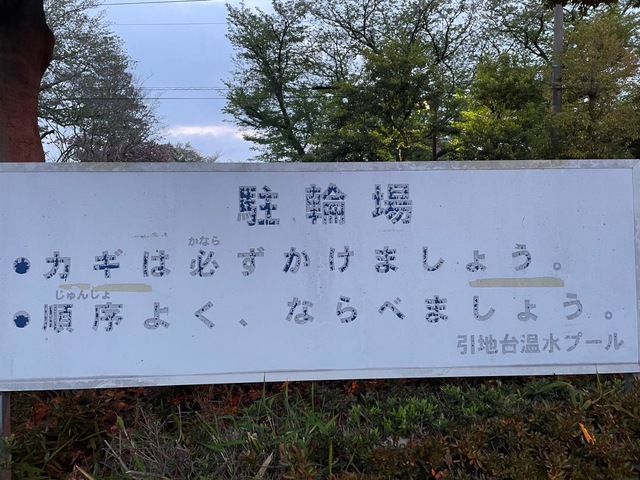 駐輪場
●カギは必ずかけましょう。
かなら
●順序よく、ならべましょう。
じゅんじょ
引地台温水プール